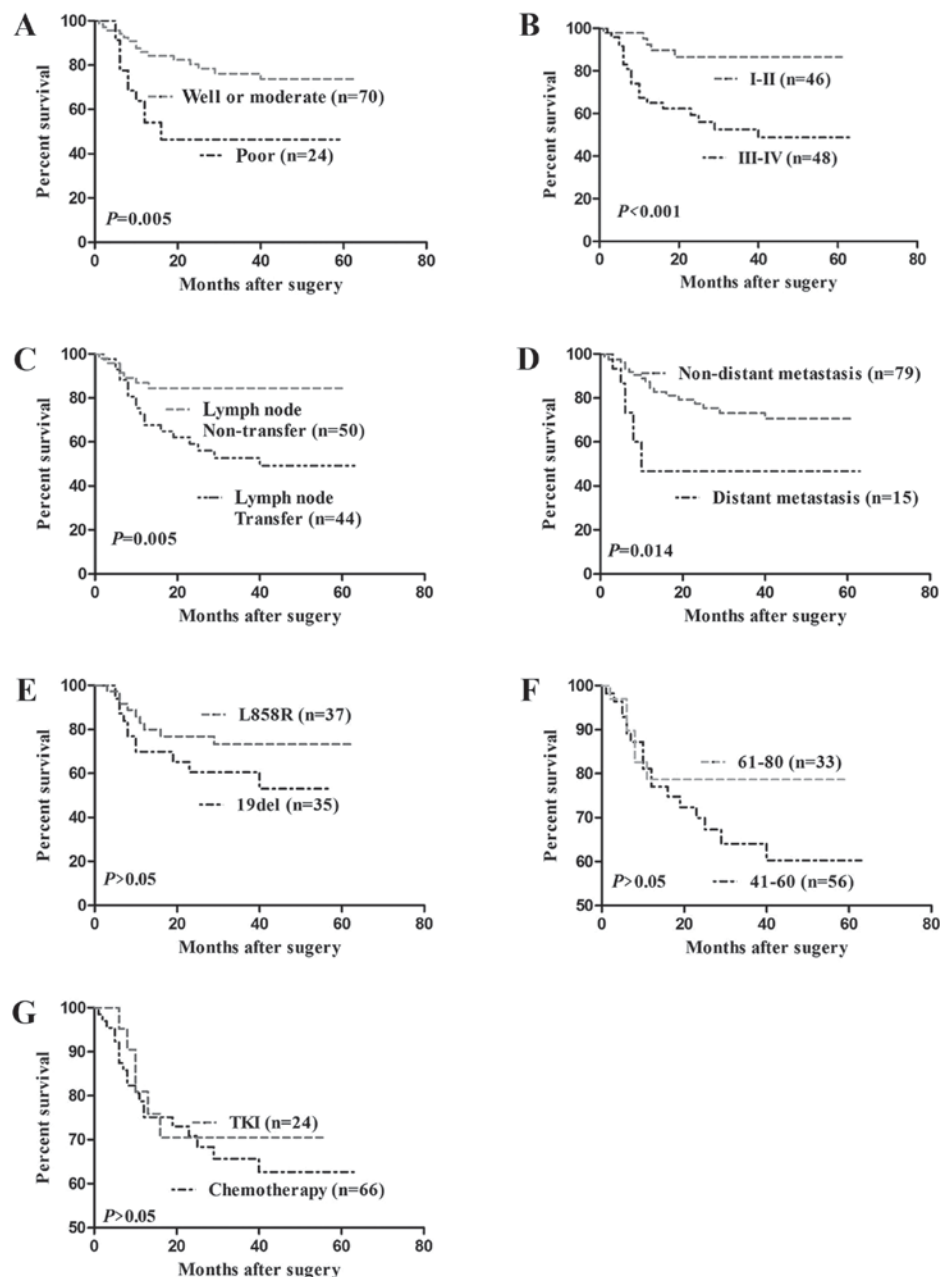 A
Percent survival
100
80
60
40
20
0
Well or moderate (n=70)
Poor (n=24)
P=0.005
0 20 40 60 80
Months after sugery
B
Percent survival
100
80
60
40
20
0
I-II (n=46)
III-IV (n=48)
P<0.001
0 20 40 60 80
Months after sugery
C
Percent survival
100
80
60
40
20
0
Lymph node
Non-transfer (n=50)
Lymph node
Transfer (n=44)
P=0.005
0 20 40 60 80
Months after sugery
D
Percent survival
100
80
60
40
20
0
Non-distant metastasis (n=79)
Distant metastasis (n=15)
P=0.014
0 20 40 60 80
Months after sugery
E
Percent survival
100
80
60
40
20
0
L858R (n=37)
19del (n=35)
P>0.05
0 20 40 60 80
Months after sugery
F
Percent survival
100
90
80
70
60
50
61-80 (n=33)
P>0.05
41-60 (n=56)
0 20 40 60 80
Months after sugery
G
Percent survival
100
90
80
70
60
50
TKI (n=24)
Chemotherapy (n=66)
P>0.05
0 20 40 60 80
Months after sugery